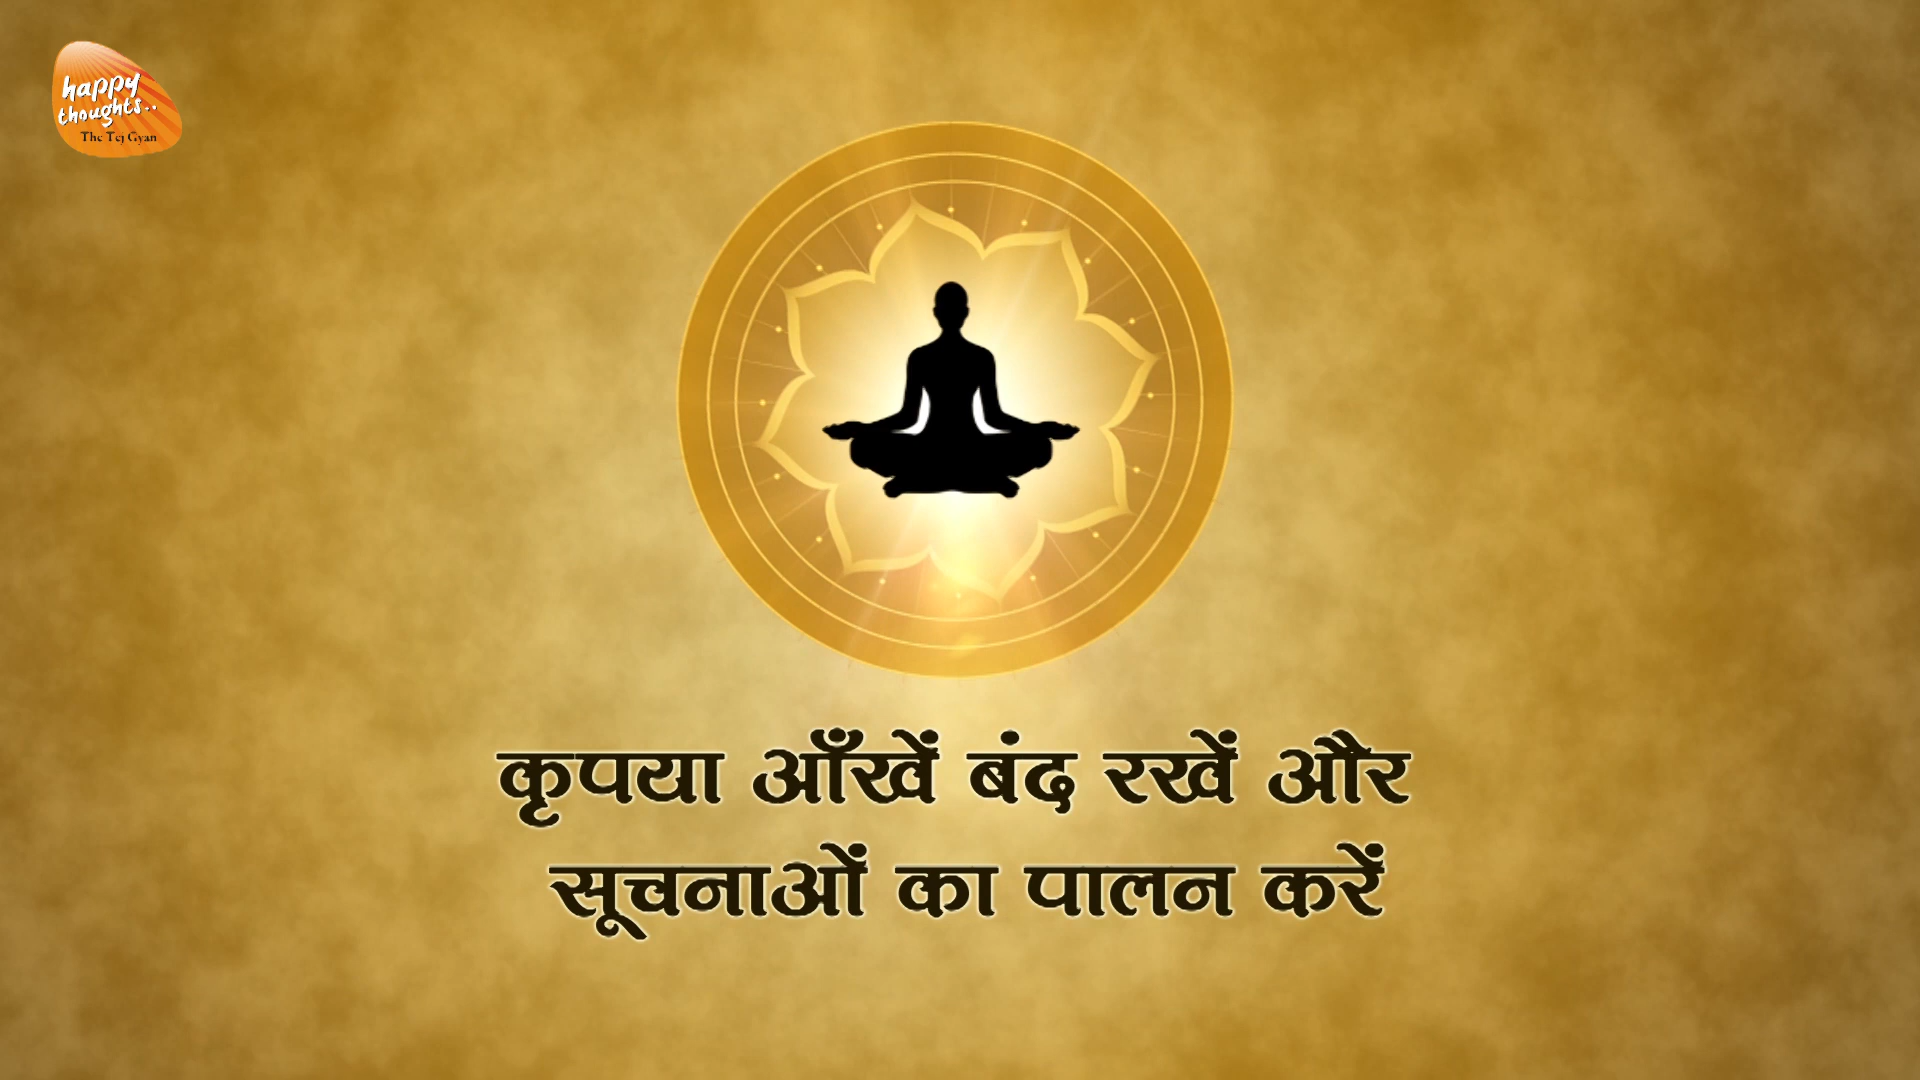 happy
thoughts..
The Tej Gyan
कृपया आँखें बंद रखें और
सूचनाओं का पालन करें